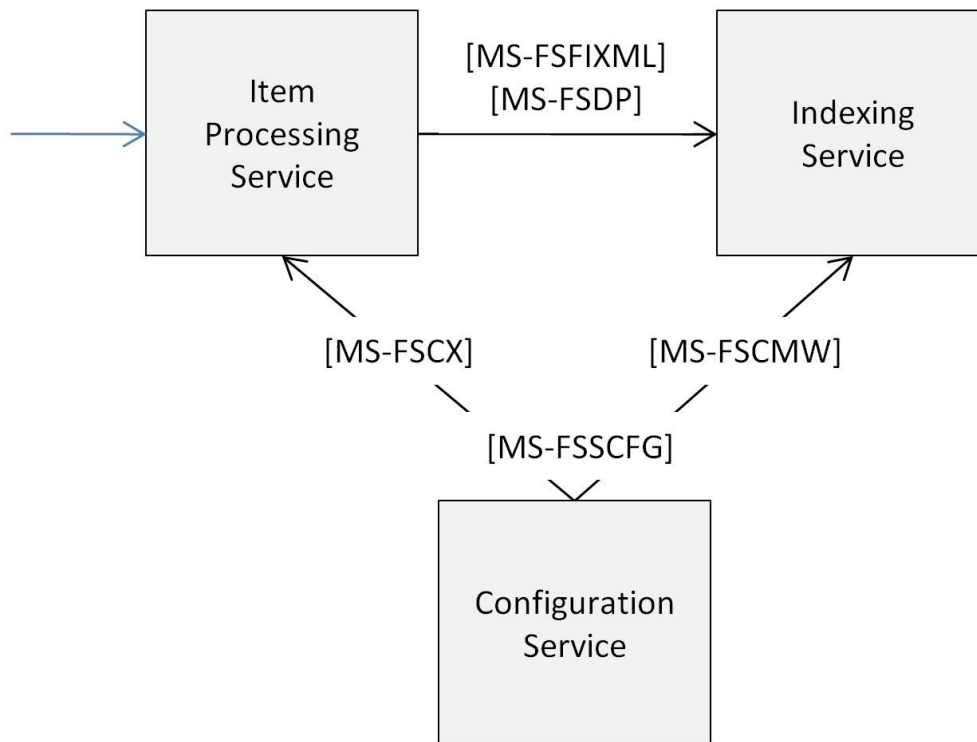 [MS-FSFIXML]
[MS-FSDP]
Item
Processing
Service
Indexing
Service
[MS-FSCX]
[MS-FSCMW]
[MS-FSSCFG]
Configuration
Service